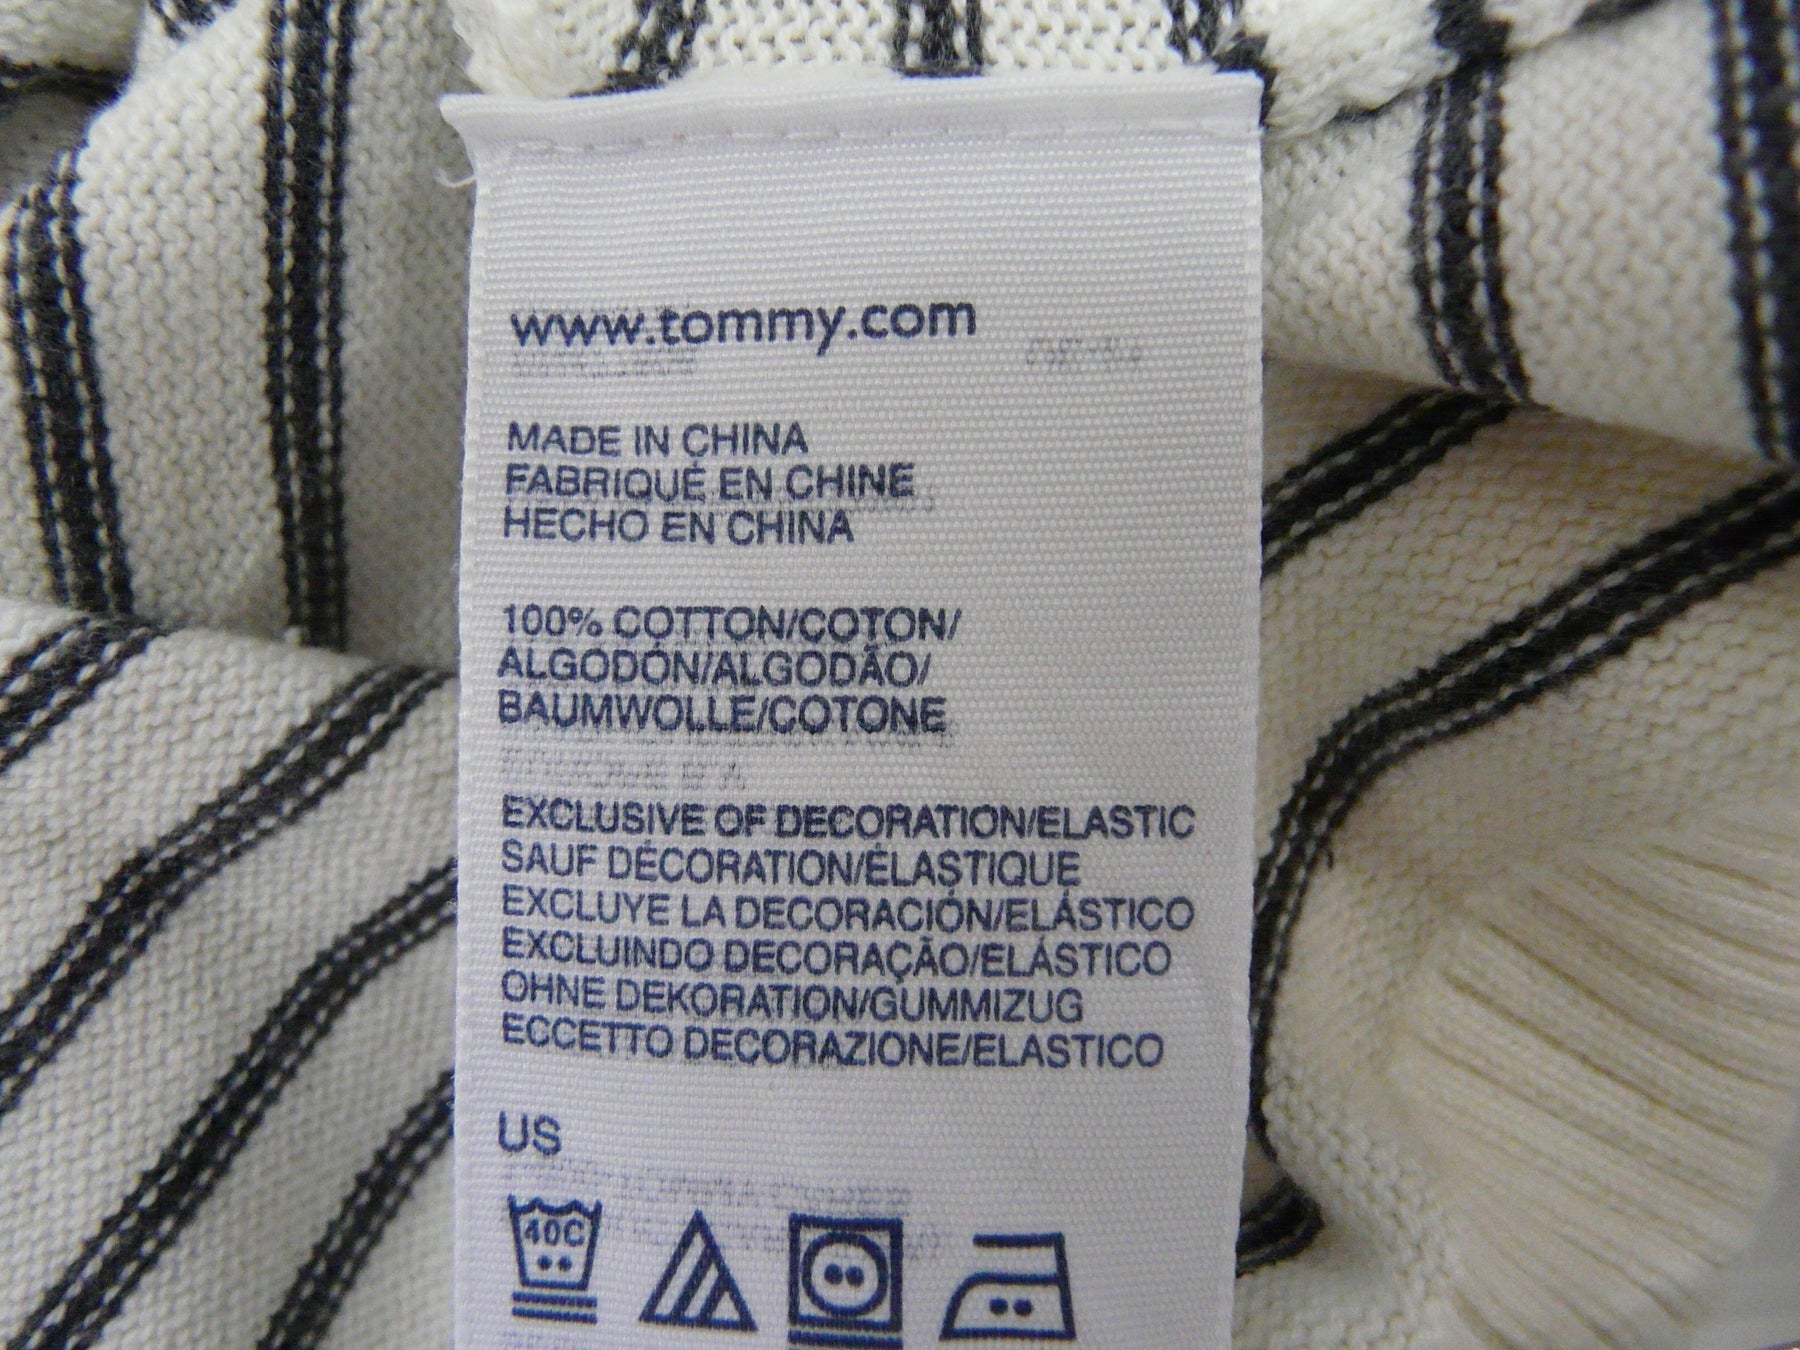 www.tommy.com
MADE IN CHINA
FABRIQUÉ EN CHINE
HECHO EN CHINA
100% COTTON/COTON/
ALGODÓN/ALGODÃO/
BAUMWOLLE/COTONE
EXCLUSIVE OF DECORATION/ELASTIC
SAUF DÉCORATION/ÉLASTIQUE
EXCLUYE LA DECORACIÓN/ELÁSTICO
EXCLUINDO DECORAÇÃO/ELÁSTICO
OHNE DEKORATION/GUMMIZUG
ECCETTO DECORAZIONE/ELASTICO
US
40C